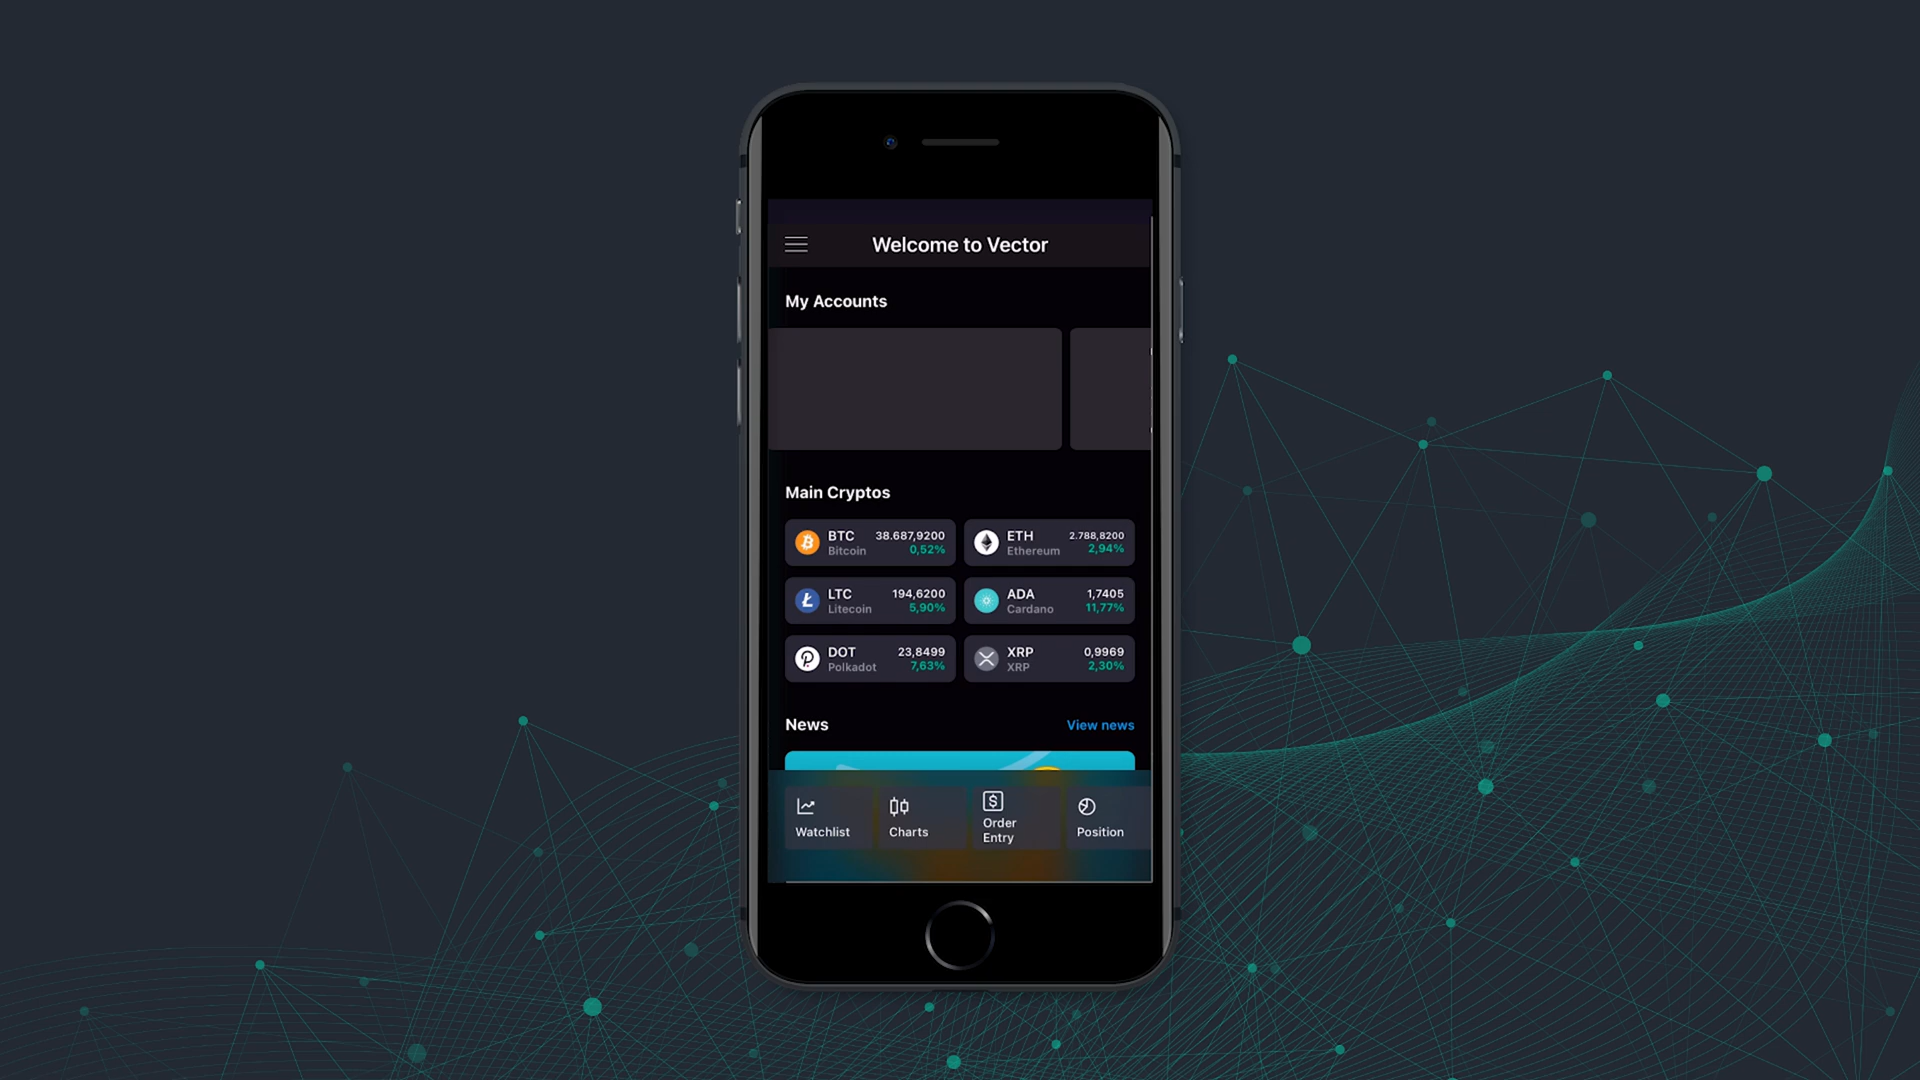 Welcome to Vector
My Accounts
Main Cryptos
BTC 38.687,9200
Bitcoin 0,52%
ETH 2.788,8200
Ethereum 2,94%
LTC 194,6200
Litecoin 5,90%
ADA 1,7405
Cardano 11,77%
DOT 23,8499
Polkadot 7,63%
XRP 0,9969
XRP 2,30%
News View news
Watchlist
Charts
Order
Entry
Position